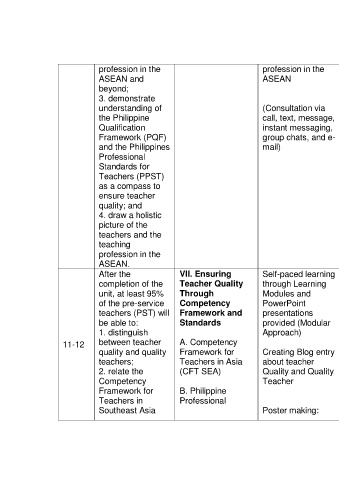 profession in the
ASEAN and
beyond;
3. demonstrate
understanding of
the Philippine
Qualification
Framework (PQF)
and the Philippines
Professional
Standards for
Teachers (PPST)
as a compass to
ensure teacher
quality; and
4. draw a holistic
picture of the
teachers and the
teaching
profession in the
ASEAN.
profession in the
ASEAN
(Consultation via
call, text, message,
instant messaging,
group chats, and e-
mail)
11-12
After the
completion of the
unit, at least 95%
of the pre-service
teachers (PST) will
be able to:
1. distinguish
between teacher
quality and quality
teachers;
2. relate the
Competency
Framework for
Teachers in
Southeast Asia
VII. Ensuring
Teacher Quality
Through
Competency
Framework and
Standards
A. Competency
Framework for
Teachers in Asia
(CFT SEA)
B. Philippine
Professional
Self-paced learning
through Learning
Modules and
PowerPoint
presentations
provided (Modular
Approach)
Creating Blog entry
about teacher
Quality and Quality
Teacher
Poster making: